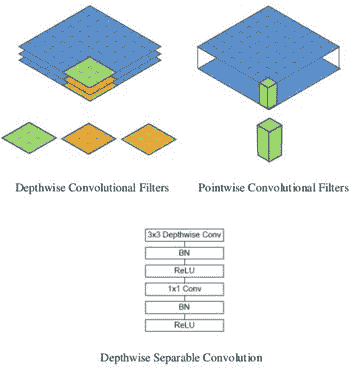 Depthwise Convolutional Filters
Pointwise Convolutional Filters
3x3 Depthwise Conv
BN
ReLU
1x1 Conv
BN
ReLU
Depthwise Separable Convolution